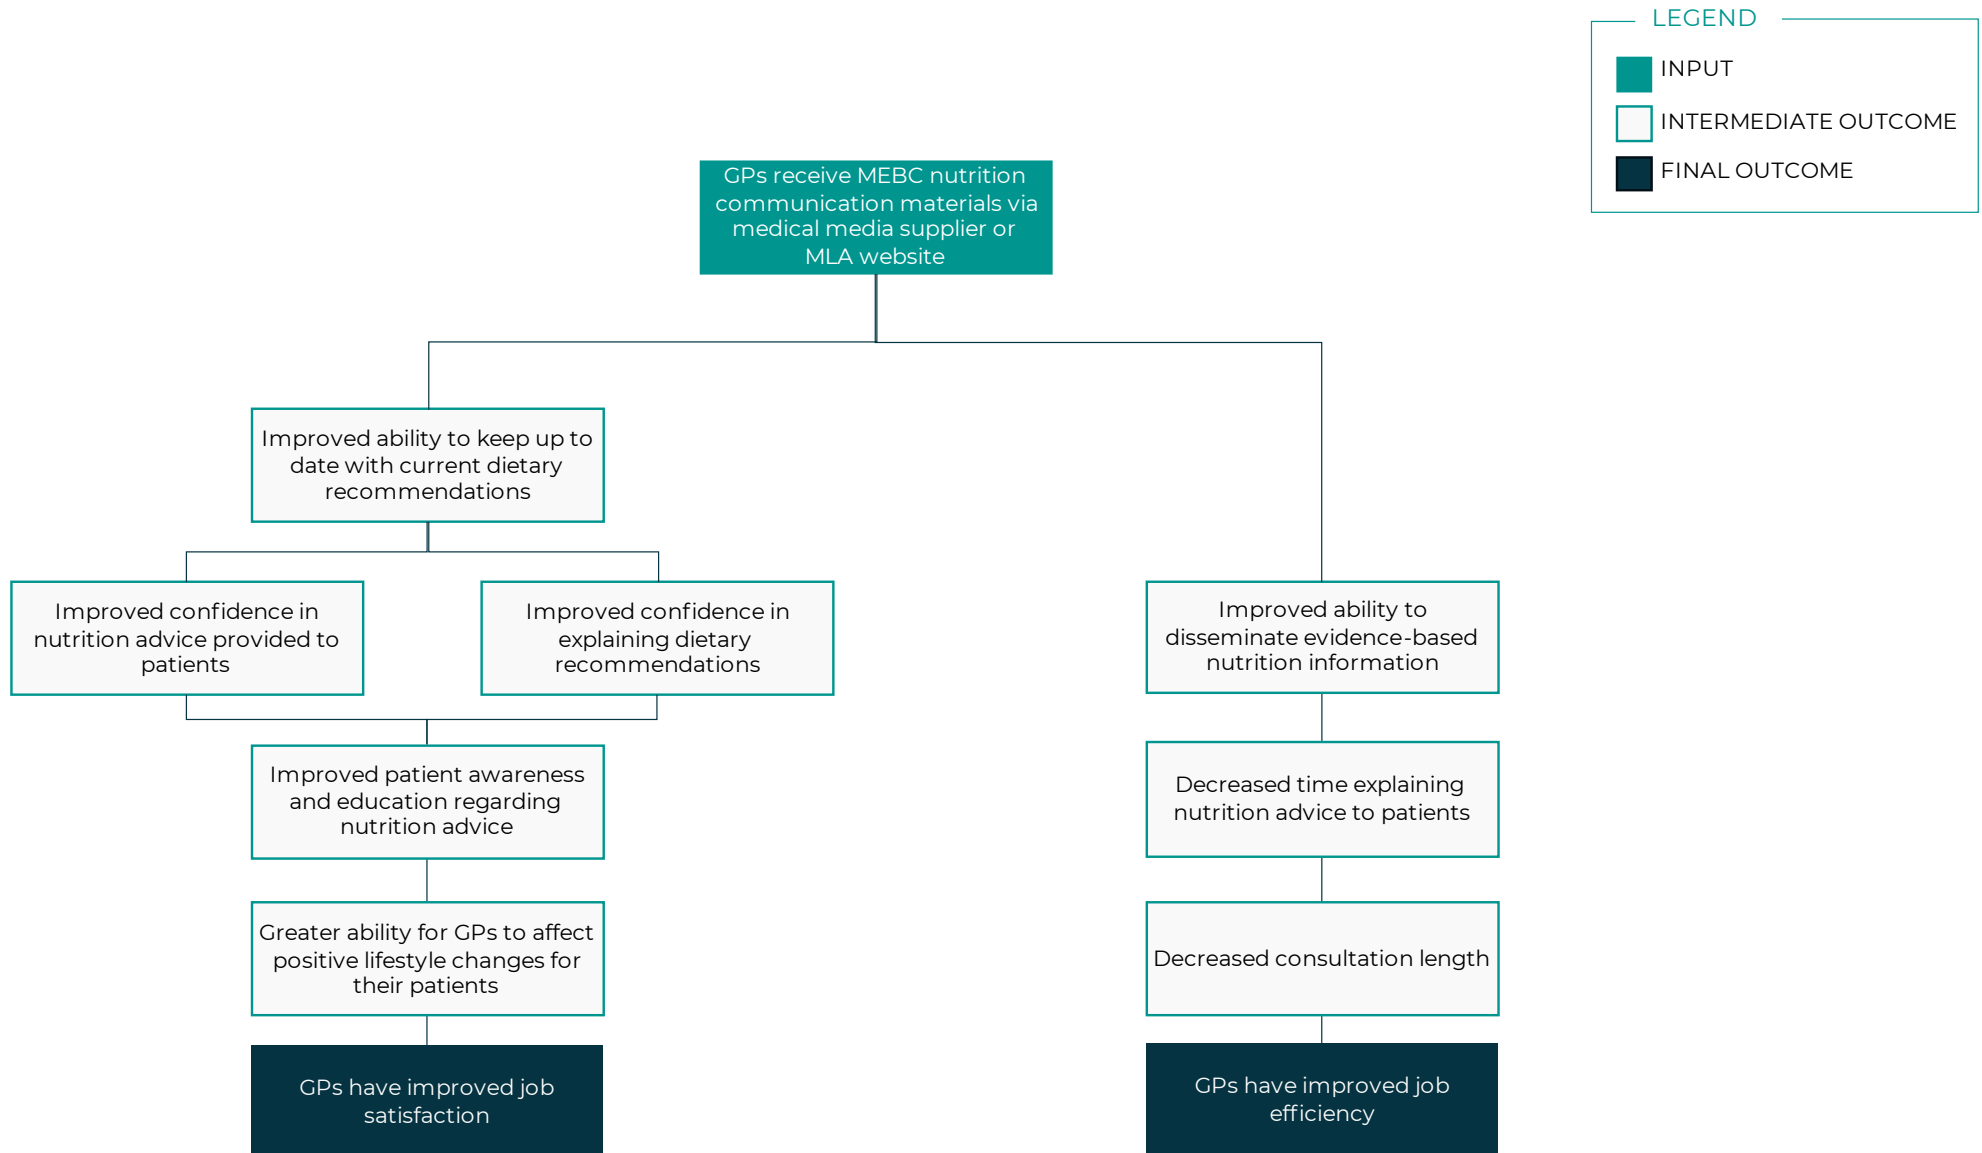 LEGEND
INPUT
INTERMEDIATE OUTCOME
FINAL OUTCOME
GPs receive MEBC nutrition
communication materials via
medical media supplier or
MLA website
Improved ability to keep up to
date with current dietary
recommendations
Improved confidence in
nutrition advice provided to
patients
Improved confidence in
explaining dietary
recommendations
Improved ability to
disseminate evidence-based
nutrition information
Improved patient awareness
and education regarding
nutrition advice
Decreased time explaining
nutrition advice to patients
Greater ability for GPs to affect
positive lifestyle changes for
their patients
Decreased consultation length
GPs have improved job
satisfaction
GPs have improved job
efficiency